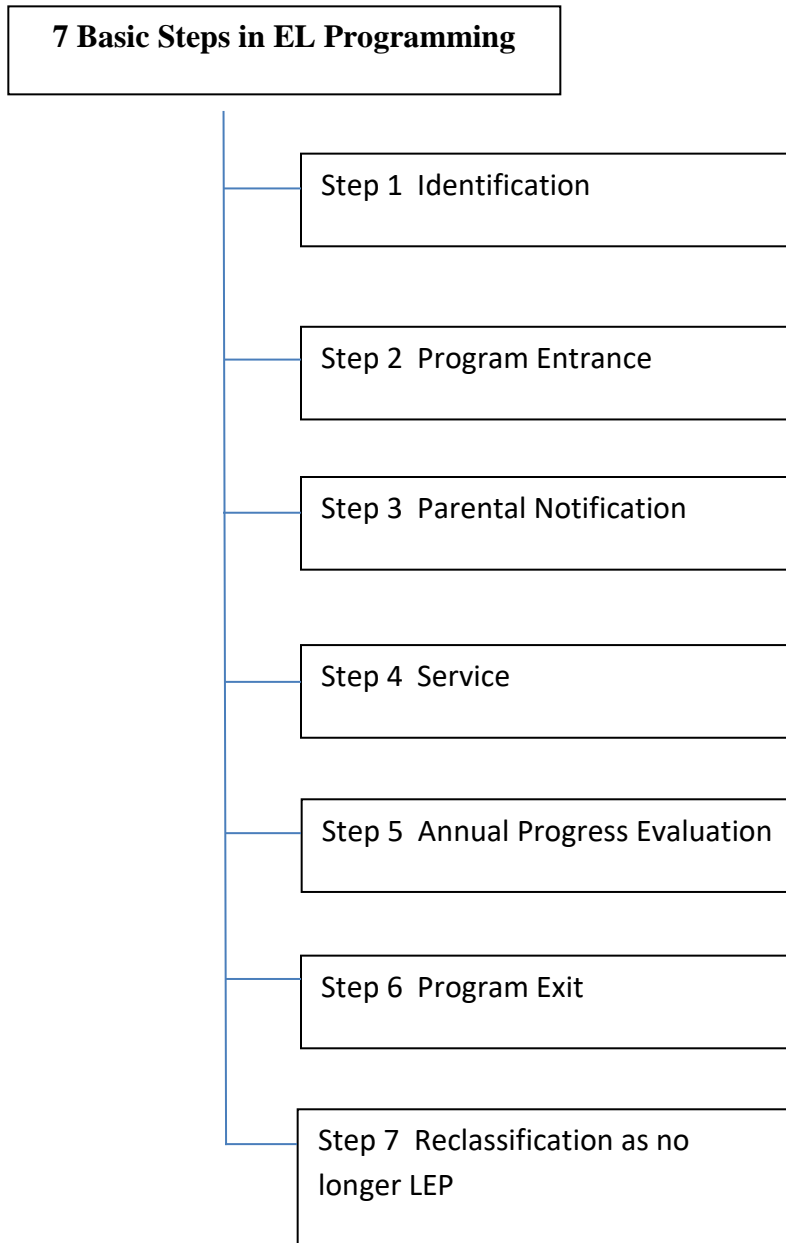 7 Basic Steps in EL Programming
Step 1  Identification
Step 2  Program Entrance
Step 3  Parental Notification
Step 4  Service
Step 5  Annual Progress Evaluation
Step 6  Program Exit
Step 7  Reclassification as no
longer LEP